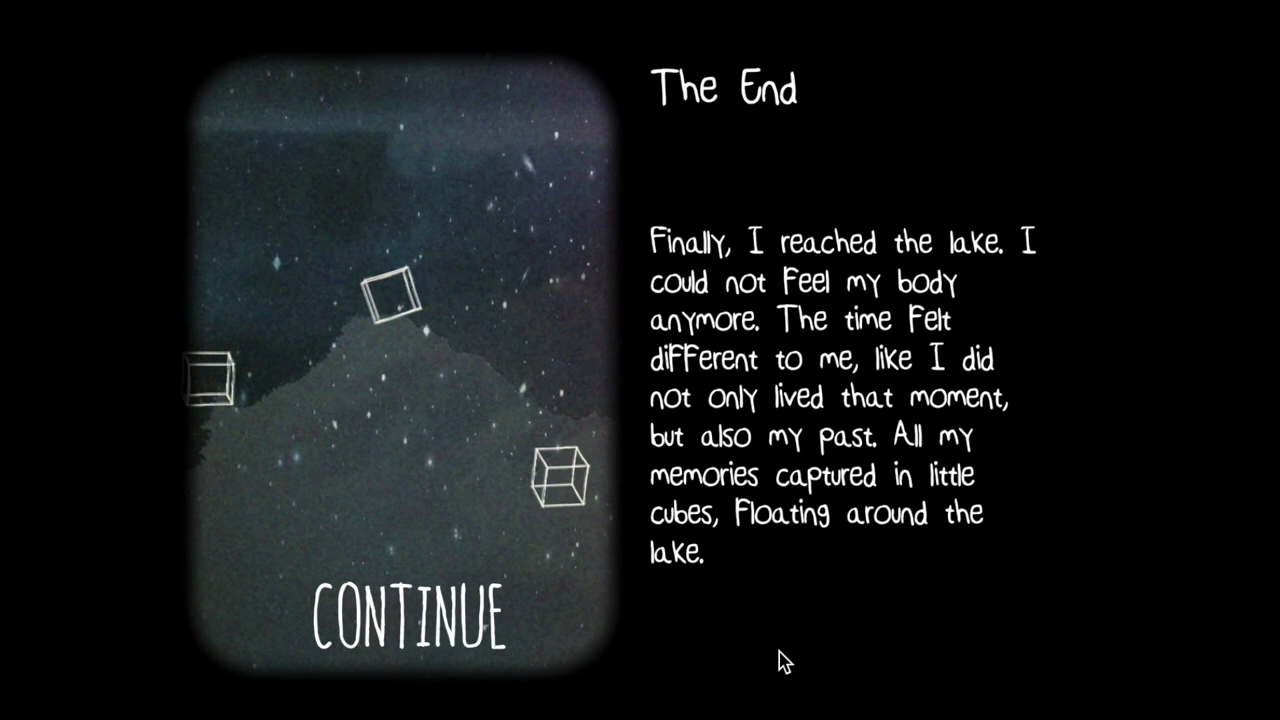 The End
Finally, I reached the lake. I
could not feel my body
anymore. The time felt
different to me, like I did
not only lived that moment,
but also my past. All my
memories captured in little
cubes, floating around the
lake.
CONTINUE